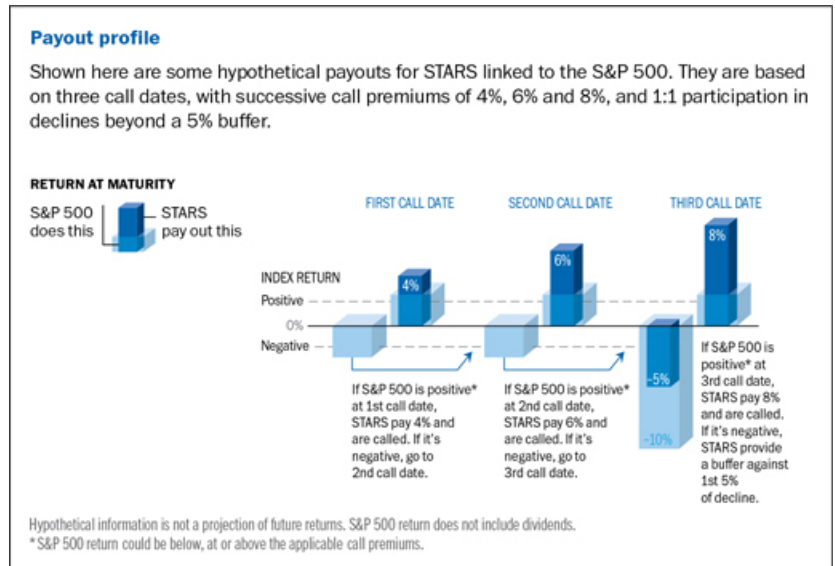 Payout profile
Shown here are some hypothetical payouts for STARS linked to the S&P 500. They are based
on three call dates, with successive call premiums of 4%, 6% and 8%, and 1:1 participation in
declines beyond a 5% buffer.
RETURN AT MATURITY
S&P 500
does this
STARS
pay out this
FIRST CALL DATE
SECOND CALL DATE
THIRD CALL DATE
INDEX RETURN
Positive
0%
Negative
4%
6%
8%
-5%
-10%
If S&P 500 is positive*
at 1st call date,
STARS pay 4% and
are called. If it's
negative, go to
2nd call date.
If S&P 500 is positive*
at 2nd call date,
STARS pay 6% and
are called. If it's
negative, go to
3rd call date.
If S&P 500 is
positive* at
3rd call date,
STARS pay 8%
and are called.
If it's negative,
STARS provide
a buffer against
1st 5%
of decline.
Hypothetical information is not a projection of future returns. S&P 500 return does not include dividends.
*S&P 500 return could be below, at or above the applicable call premiums.